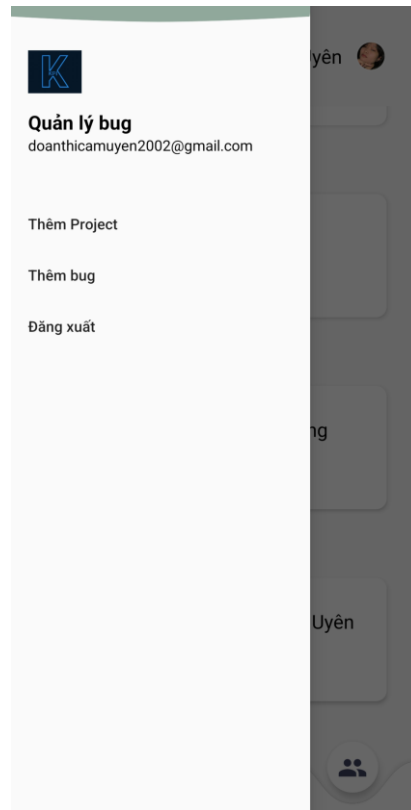 yên
Quản lý bug
doanthicamuyen2002@gmail.com
Thêm Project
Thêm bug
Đăng xuất
ng
Uyên